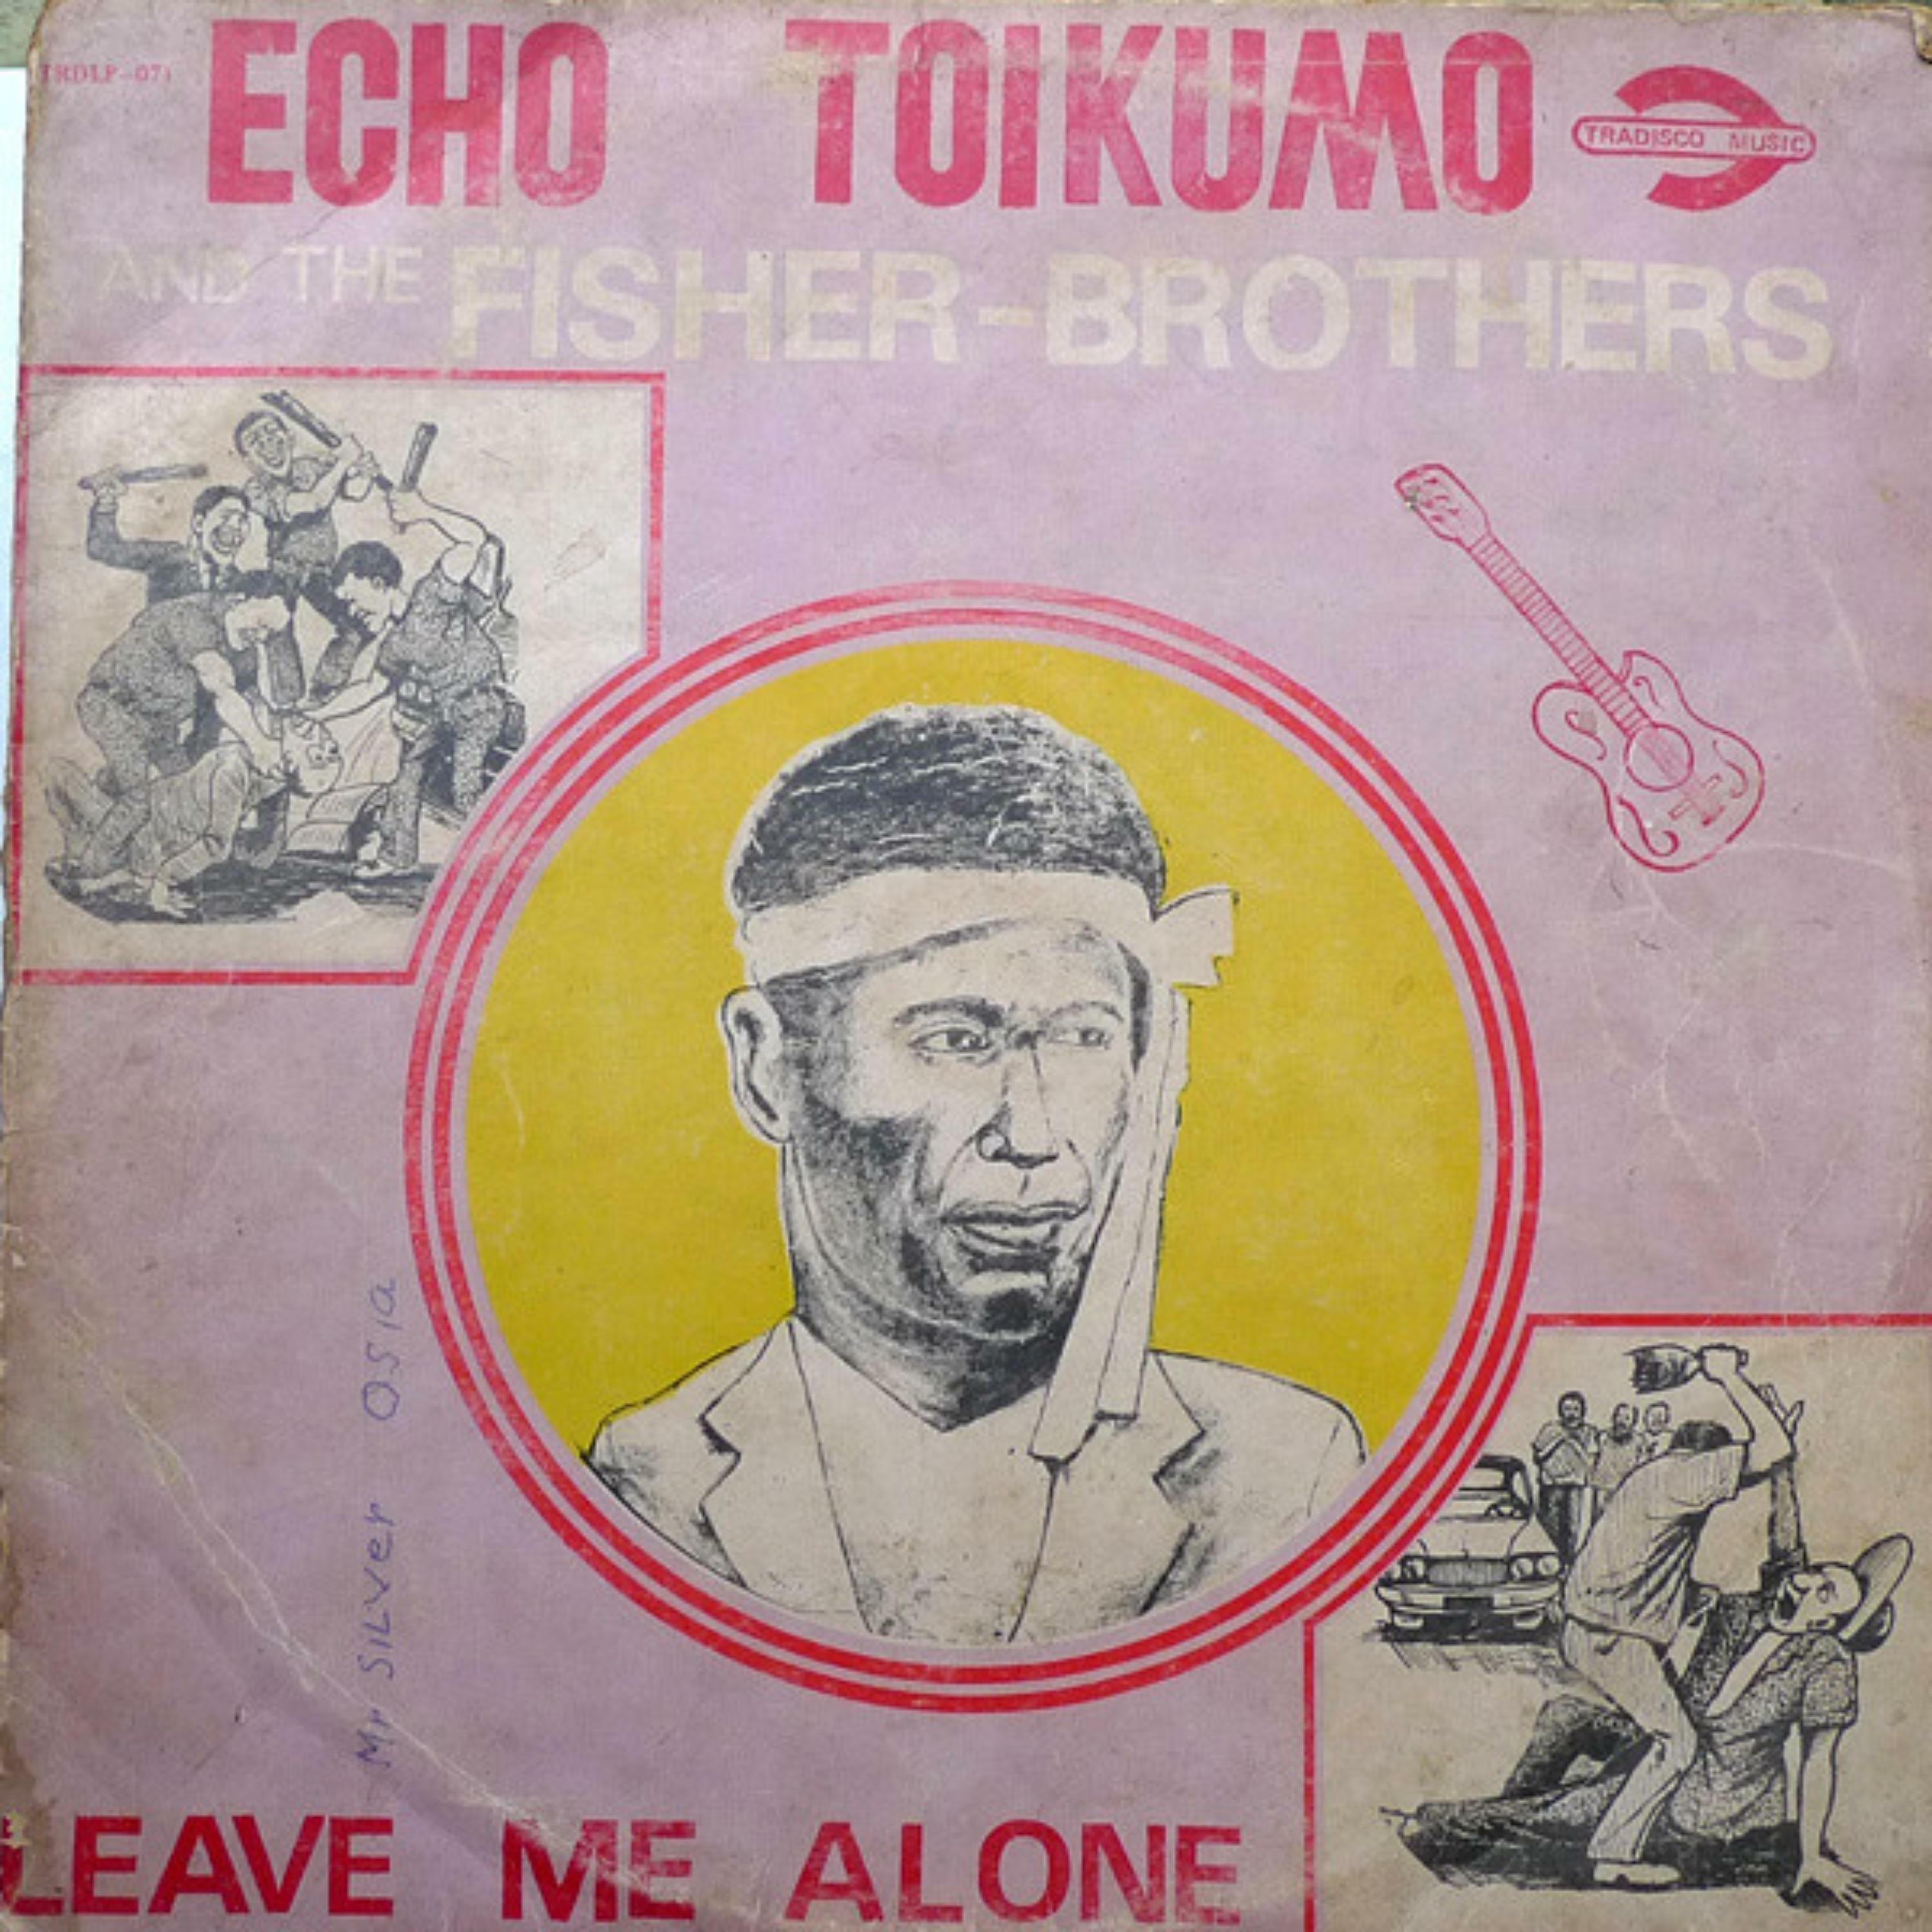 TRDLP-071
ECHO TOIKUMO
TRADISCO MUSIC
AND THE FISHER-BROTHERS
Mr SILVer Osia
LEAVE ME ALONE